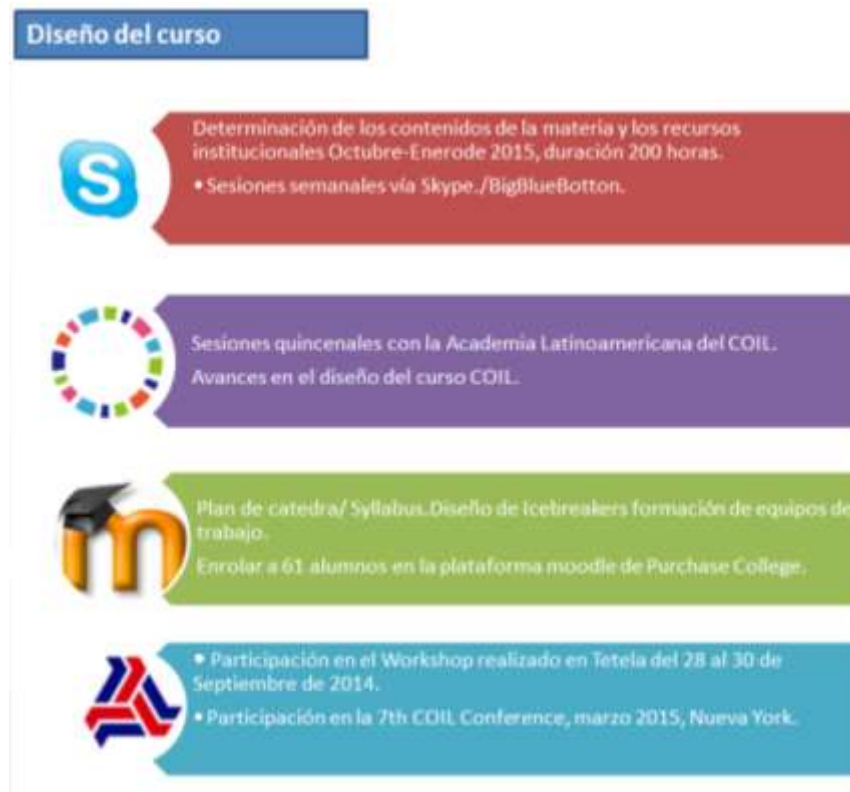 Diseño del curso
Determinación de los contenidos de la materia y los recursos
institucionales Octubre-Enerode 2015, duración 200 horas.
• Sesiones semanales vía Skype./BigBlueBotton.
Sesiones quincenales con la Academia Latinoamericana del COIL.
Avances en el diseño del curso COIL.
Plan de catedra/ Syllabus.Diseño de Icebreakers formación de equipos de
trabajo.
Enrolar a 61 alumnos en la plataforma moodle de Purchase College.
• Participación en el Workshop realizado en Tetela del 28 al 30 de
Septiembre de 2014.
• Participación en la 7th COIL Conference, marzo 2015, Nueva York.